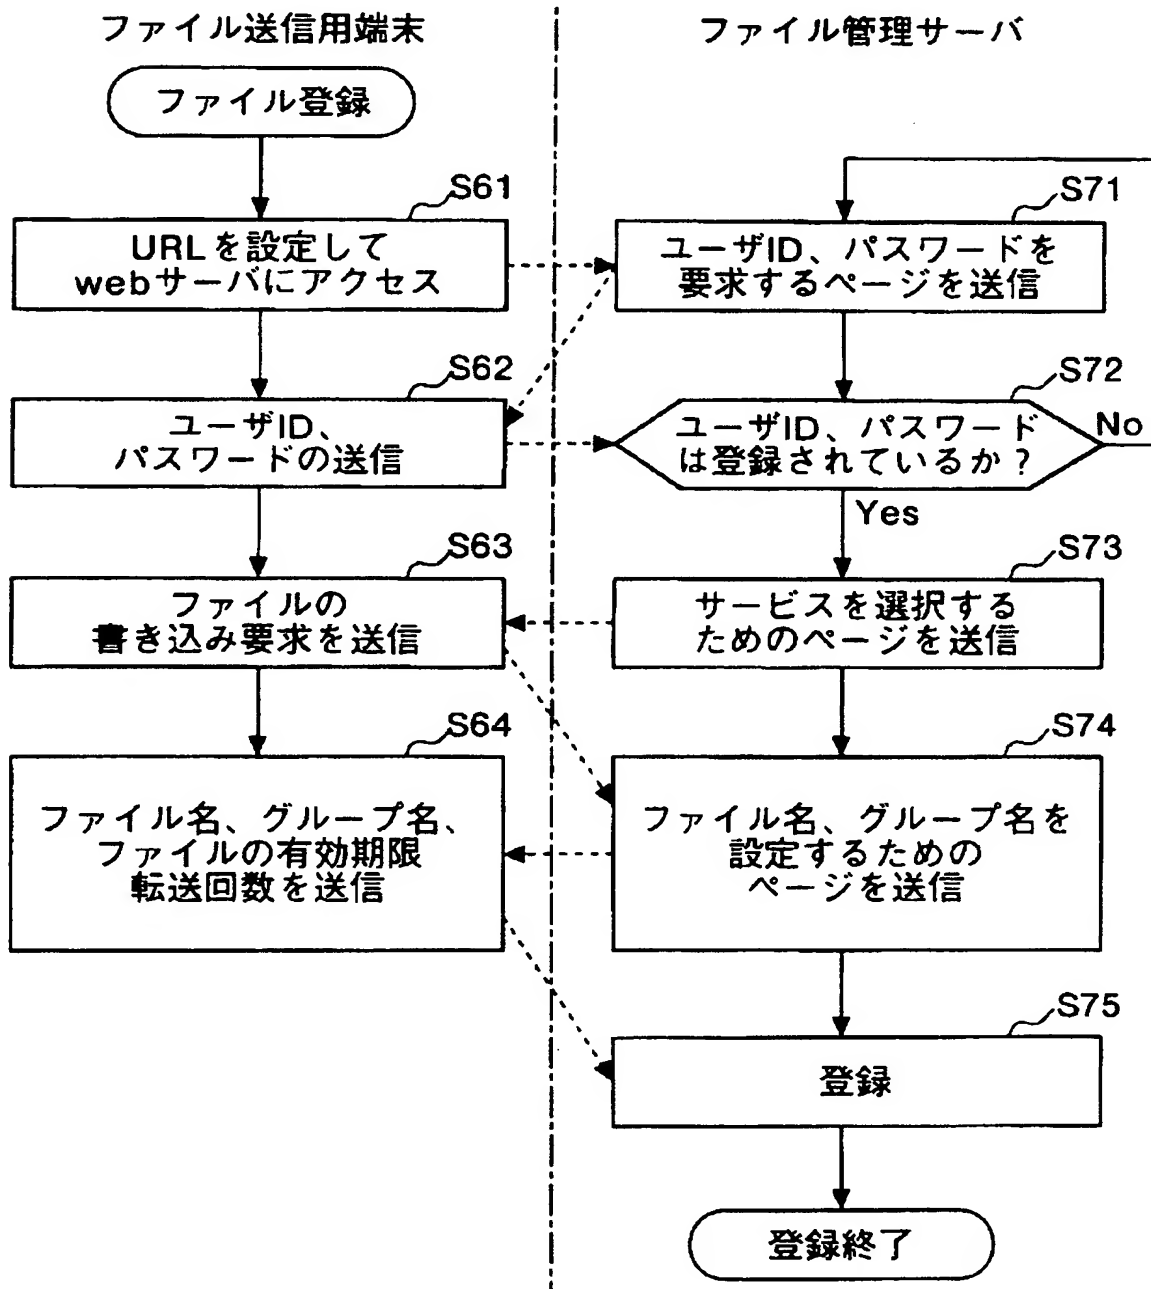 ファイル送信用端末
ファイル登録
S61
URLを設定して
webサーバにアクセス
S62
ユーザID、
パスワードの送信
S63
ファイルの
書き込み要求を送信
S64
ファイル名、グループ名、
ファイルの有効期限
転送回数を送信
ファイル管理サーバ
S71
ユーザID、パスワードを
要求するページを送信
S72
ユーザID、パスワード
は登録されているか？
No
Yes
S73
サービスを選択する
ためのページを送信
S74
ファイル名、グループ名を
設定するための
ページを送信
S75
登録
登録終了